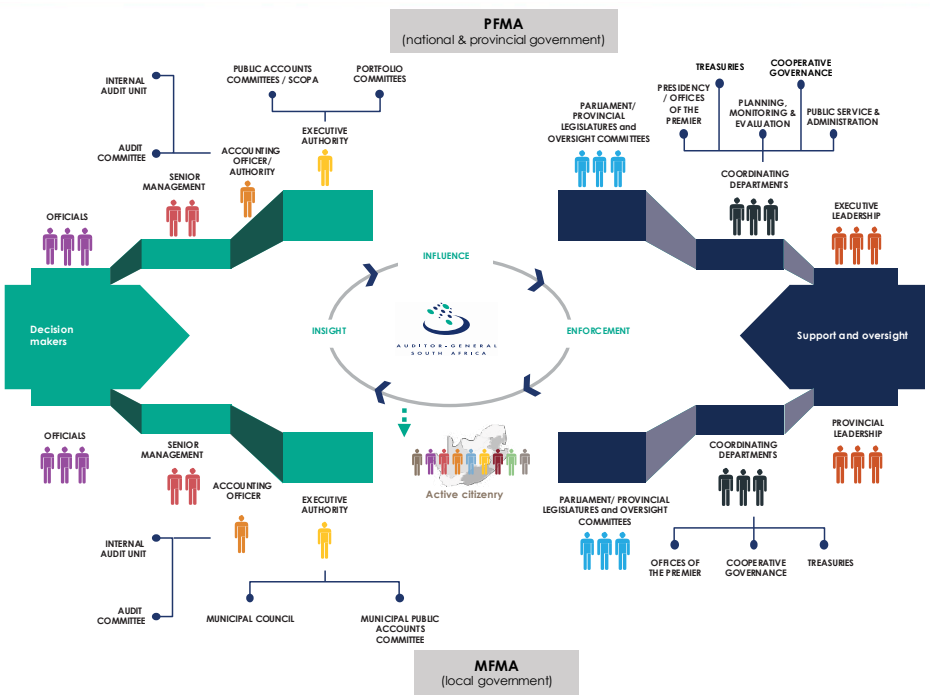 PFMA
(national & provincial government)
INTERNAL
AUDIT UNIT
PUBLIC ACCOUNTS
COMMITTEES / SCOPA
PORTFOLIO
COMMITTEES
EXECUTIVE
AUTHORITY
AUDIT
COMMITTEE
ACCOUNTING
OFFICER/
AUTHORITY
SENIOR
MANAGEMENT
OFFICIALS
TREASURIES
COOPERATIVE
GOVERNANCE
PRESIDENCY
/ OFFICES
OF THE
PREMIER
PLANNING,
MONITORING &
EVALUATION
PUBLIC SERVICE &
ADMINISTRATION
PARLIAMENT/
PROVINCIAL
LEGISLATURES and
OVERSIGHT COMMITTEES
COORDINATING
DEPARTMENTS
EXECUTIVE
LEADERSHIP
INFLUENCE
INSIGHT
ENFORCEMENT
AUDITOR-GENERAL
SOUTH AFRICA
Decision
makers
Support and oversight
Active citizenry
OFFICIALS
SENIOR
MANAGEMENT
ACCOUNTING
OFFICER
EXECUTIVE
AUTHORITY
INTERNAL
AUDIT UNIT
AUDIT
COMMITTEE
MUNICIPAL COUNCIL
MUNICIPAL PUBLIC
ACCOUNTS
COMMITTEE
PARLIAMENT/ PROVINCIAL
LEGISLATURES and OVERSIGHT
COMMITTEES
COORDINATING
DEPARTMENTS
PROVINCIAL
LEADERSHIP
OFFICES OF
THE PREMIER
COOPERATIVE
GOVERNANCE
TREASURIES
MFMA
(local government)